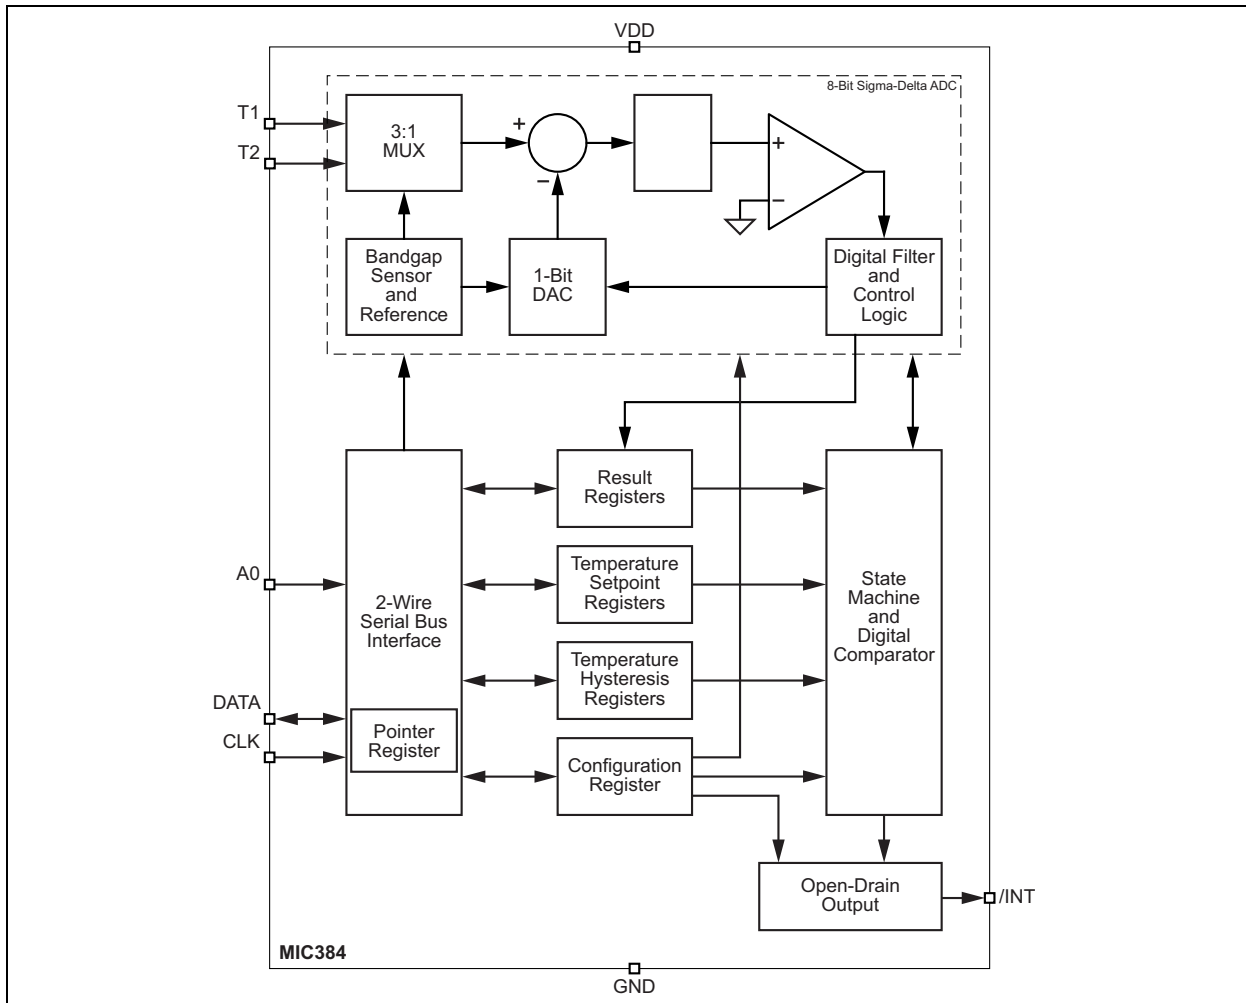 VDD
8-Bit Sigma-Delta ADC
T1
T2
3:1
MUX
+
−
+
−
Bandgap
Sensor
and
Reference
1-Bit
DAC
Digital Filter
and
Control
Logic
Result
Registers
A0
2-Wire
Serial Bus
Interface
Temperature
Setpoint
Registers
State
Machine
and
Digital
Comparator
Temperature
Hysteresis
Registers
DATA
CLK
Pointer
Register
Configuration
Register
Open-Drain
Output
/INT
MIC384
GND